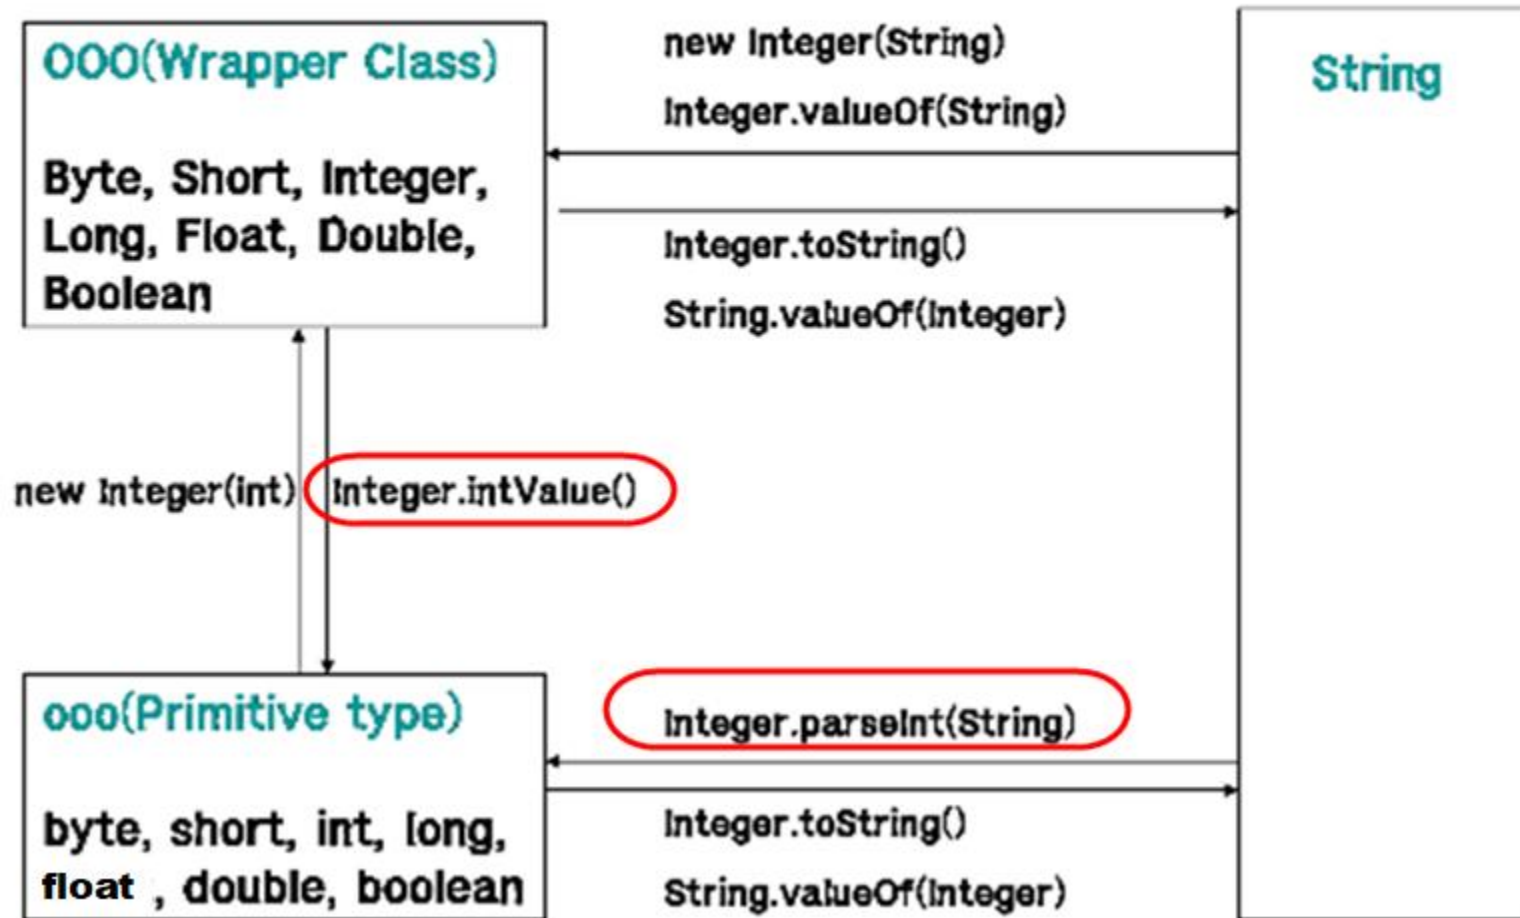 OOO(Wrapper Class)
Byte, Short, Integer,
Long, Float, Double,
Boolean
new Integer(String)
Integer.valueOf(String)
Integer.toString()
String.valueOf(Integer)
String
new Integer(int)
Integer.intValue()
ooo(Primitive type)
byte, short, int, long,
float , double, boolean
Integer.parseInt(String)
Integer.toString()
String.valueOf(Integer)